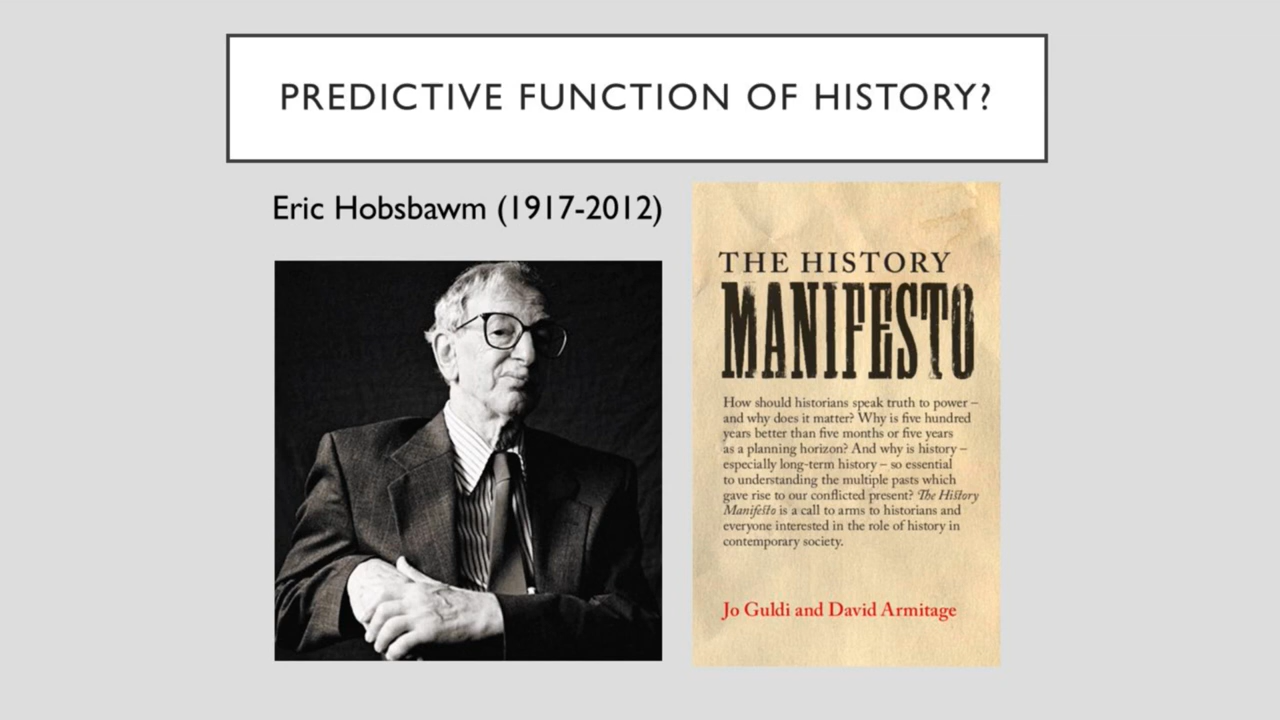 PREDICTIVE FUNCTION OF HISTORY?
Eric Hobsbawm (1917-2012)
THE HISTORY
MANIFESTO
How should historians speak truth to power –
and why does it matter? Why is five hundred
years better than five months or five years
as a planning horizon? And why is history –
especially long-term history – so essential
to understanding the multiple pasts which
gave rise to our conflicted present? The History
Manifesto is a call to arms to historians and
everyone interested in the role of history in
contemporary society.
Jo Guldi and David Armitage